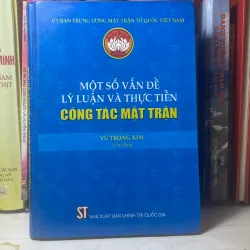 ỦY BAN TRUNG ƯƠNG MẶT TRẬN TỔ QUỐC VIỆT NAM
MỘT SỐ VẤN ĐỀ
LÝ LUẬN VÀ THỰC TIỄN
CÔNG TÁC MẶT TRẬN
VŨ TRỌNG KIM
ST
NHÀ XUẤT BẢN CHÍNH TRỊ QUỐC GIA